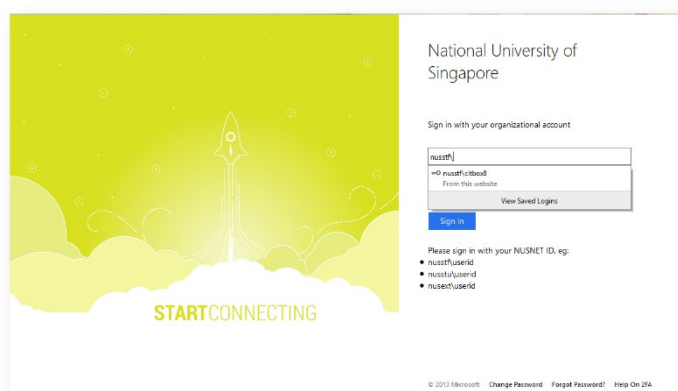 National University of
Singapore
Sign in with your organizational account
nusstf\
nusstf\citbox8
From this website
View Saved Logins
Sign in
Please sign in with your NUSNET ID, eg:
nusstf\userid
nusstu\userid
nusext\userid
STARTCONNECTING
© 2013 Microsoft Change Password Forgot Password? Help On 2FA